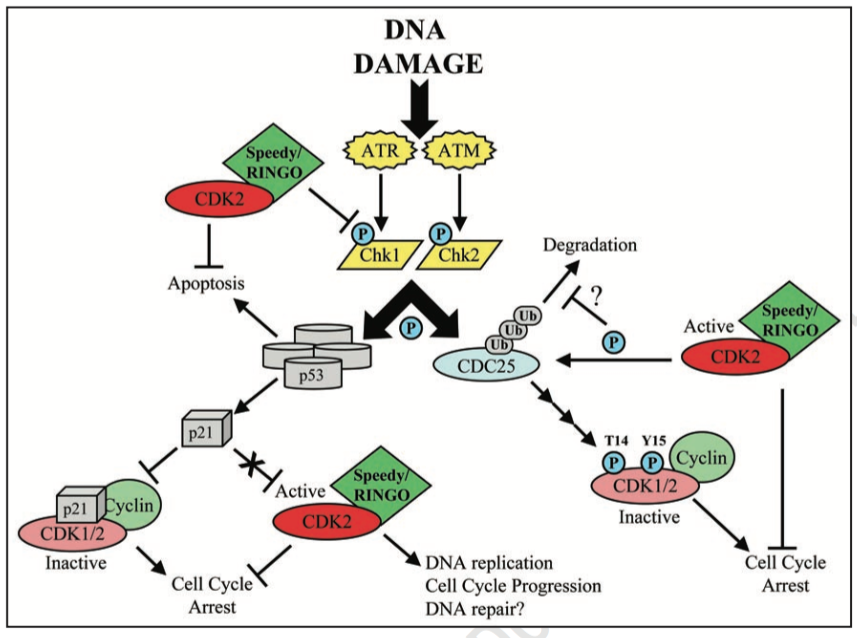 DNA
DAMAGE
ATR
ATM
Speedy/
RINGO
CDK2
P
P
Chk1
Chk2
Degradation
Apoptosis
?
P
Ub
Ub
Ub
P
Speedy/
RINGO
Active
CDK2
CDC25
p53
p21
T14
Y15
P
P
Cyclin
CDK1/2
Inactive
Speedy/
RINGO
Active
CDK2
p21
Cyclin
CDK1/2
Inactive
Cell Cycle
Arrest
DNA replication
Cell Cycle Progression
DNA repair?
Cell Cycle
Arrest